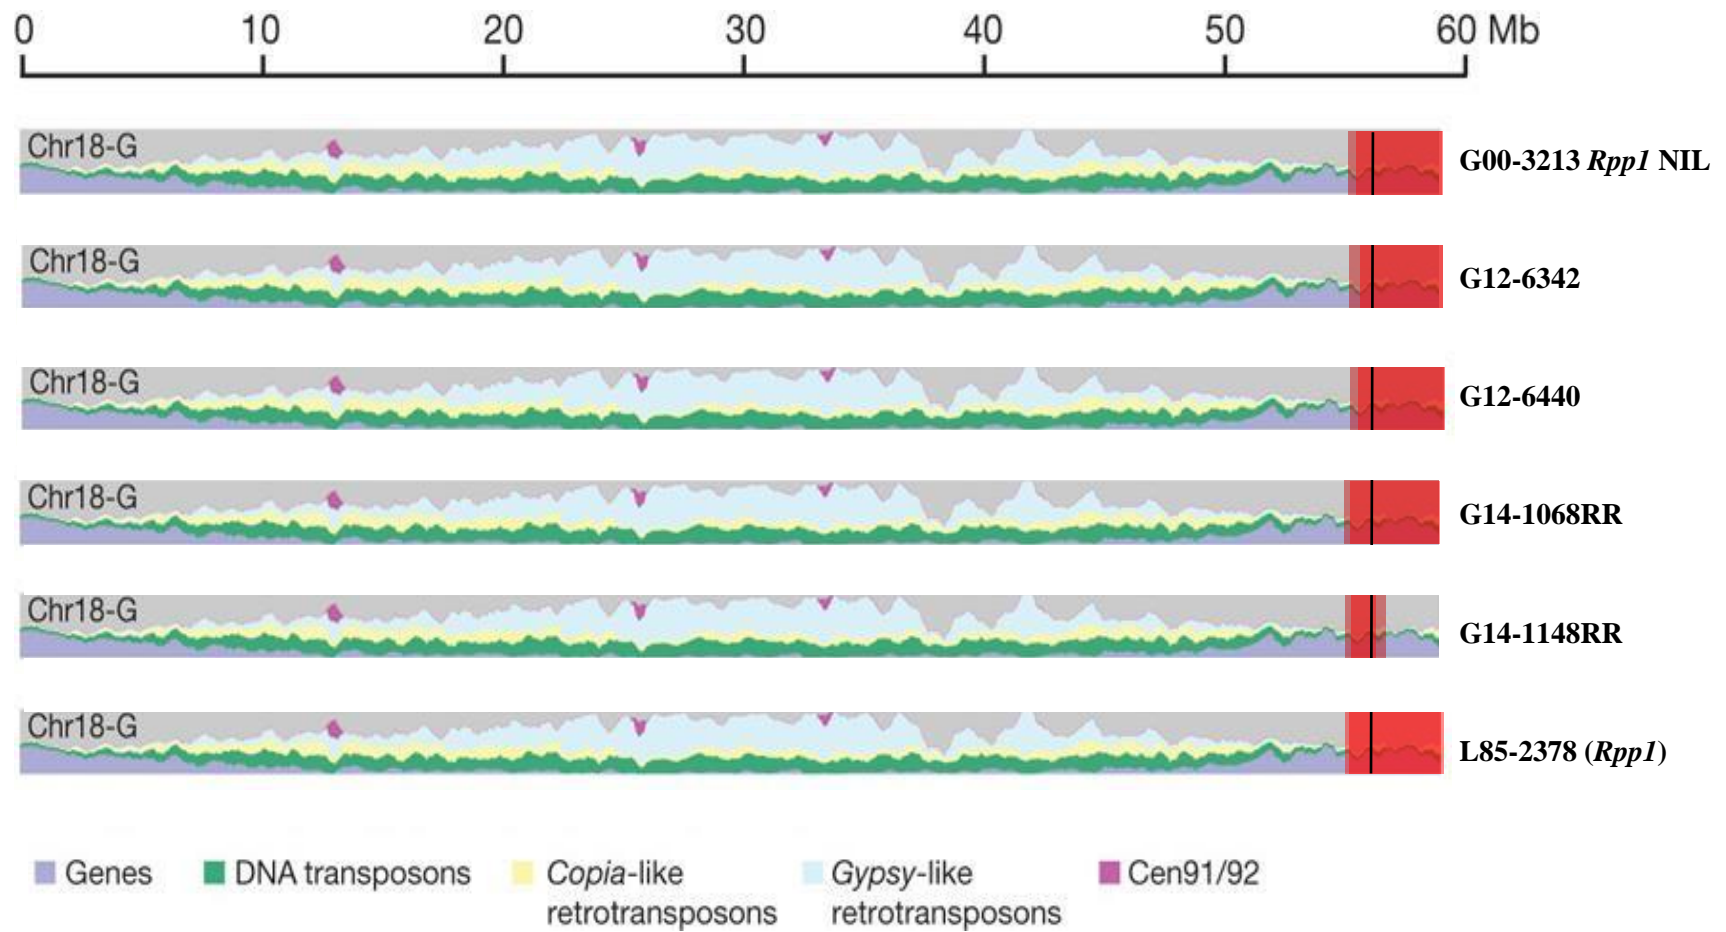 0 10 20 30 40 50 60 Mb
Chr18-G G00-3213 Rpp1 NIL
Chr18-G G12-6342
Chr18-G G12-6440
Chr18-G G14-1068RR
Chr18-G G14-1148RR
Chr18-G L85-2378 (Rpp1)
Genes DNA transposons Copia-like Gypsy-like Cen91/92
retrotransposons retrotransposons